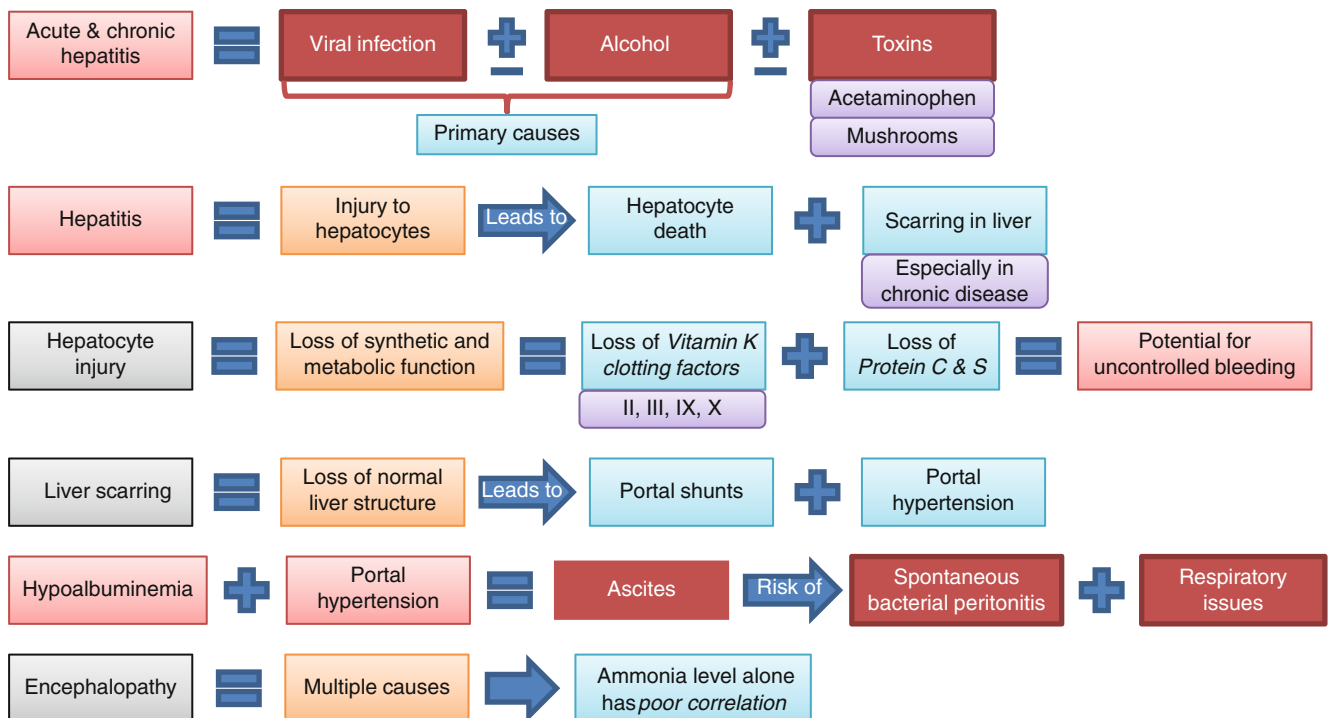 Acute & chronic
hepatitis
Viral infection
Alcohol
Toxins
Acetaminophen
Mushrooms
Primary causes
Hepatitis
Injury to
hepatocytes
Leads to
Hepatocyte
death
Scarring in liver
Especially in
chronic disease
Hepatocyte
injury
Loss of synthetic and
metabolic function
Loss of Vitamin K
clotting factors
II, III, IX, X
Loss of
Protein C & S
Potential for
uncontrolled bleeding
Liver scarring
Loss of normal
liver structure
Leads to
Portal shunts
Portal
hypertension
Hypoalbuminemia
Portal
hypertension
Ascites
Risk of
Spontaneous
bacterial peritonitis
Respiratory
issues
Encephalopathy
Multiple causes
Ammonia level alone
has poor correlation